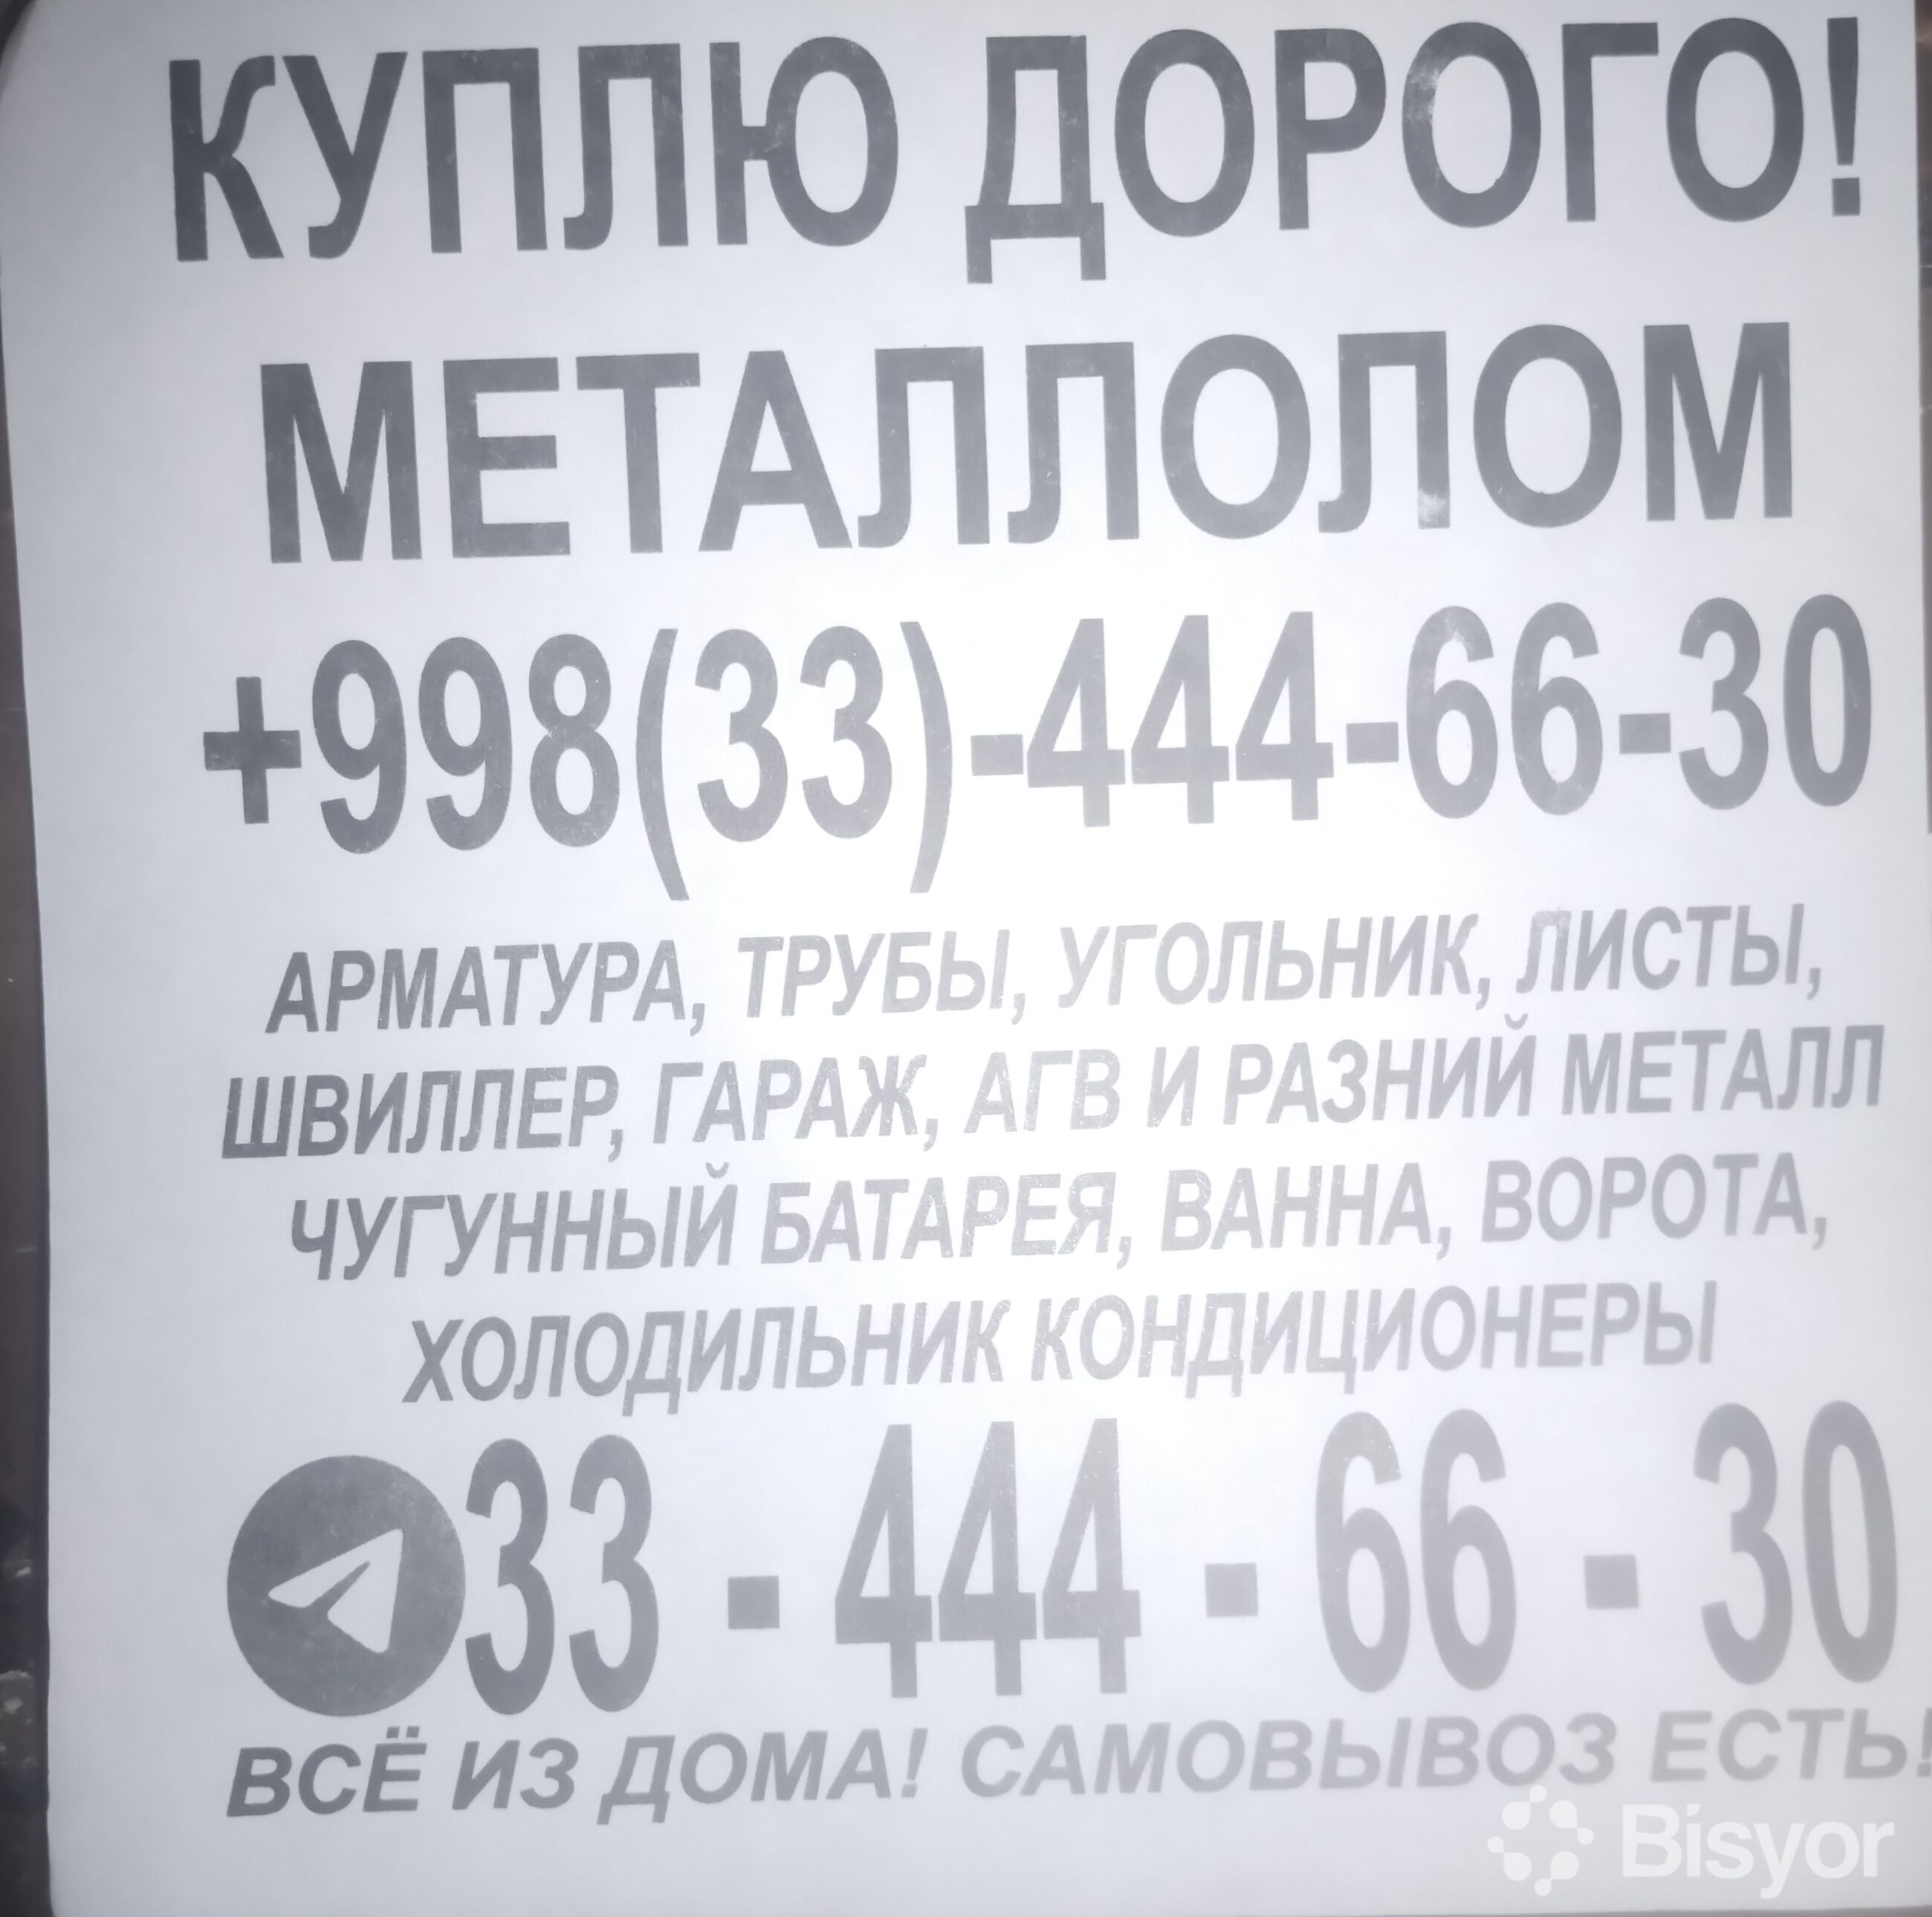 КУПЛЮ ДОРОГО!
МЕТАЛЛОЛОМ
+998(33)-444-66-30
АРМАТУРА, ТРУБЫ, УГОЛЬНИК, ЛИСТЫ,
ШВИЛЛЕР, ГАРАЖ, АГВ И РАЗНИЙ МЕТАЛЛ
ЧУГУННЫЙ БАТАРЕЯ, ВАННА, ВОРОТА,
ХОЛОДИЛЬНИК КОНДИЦИОНЕРЫ
33 - 444 - 66 - 30
ВСЁ ИЗ ДОМА! САМОВЫВОЗ ЕСТЬ!
Bisyor